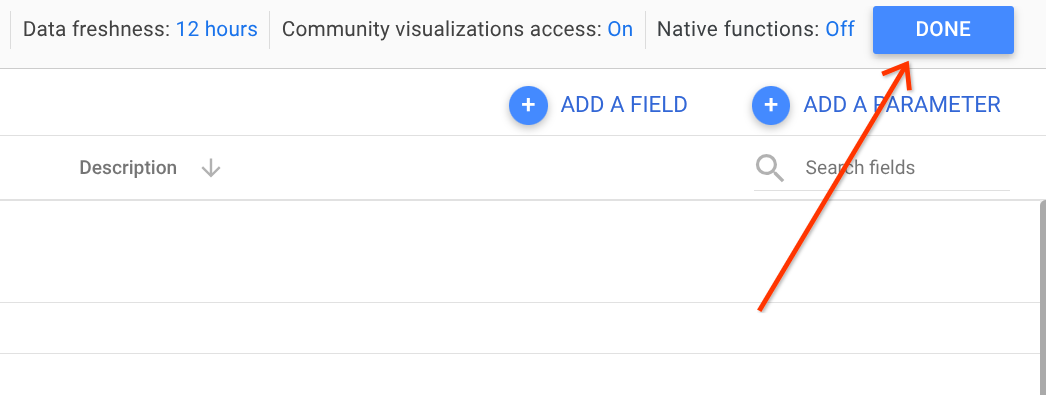 Data freshness: 12 hours Community visualizations access: On Native functions: Off DONE
+ ADD A FIELD + ADD A PARAMETER
Description Search fields